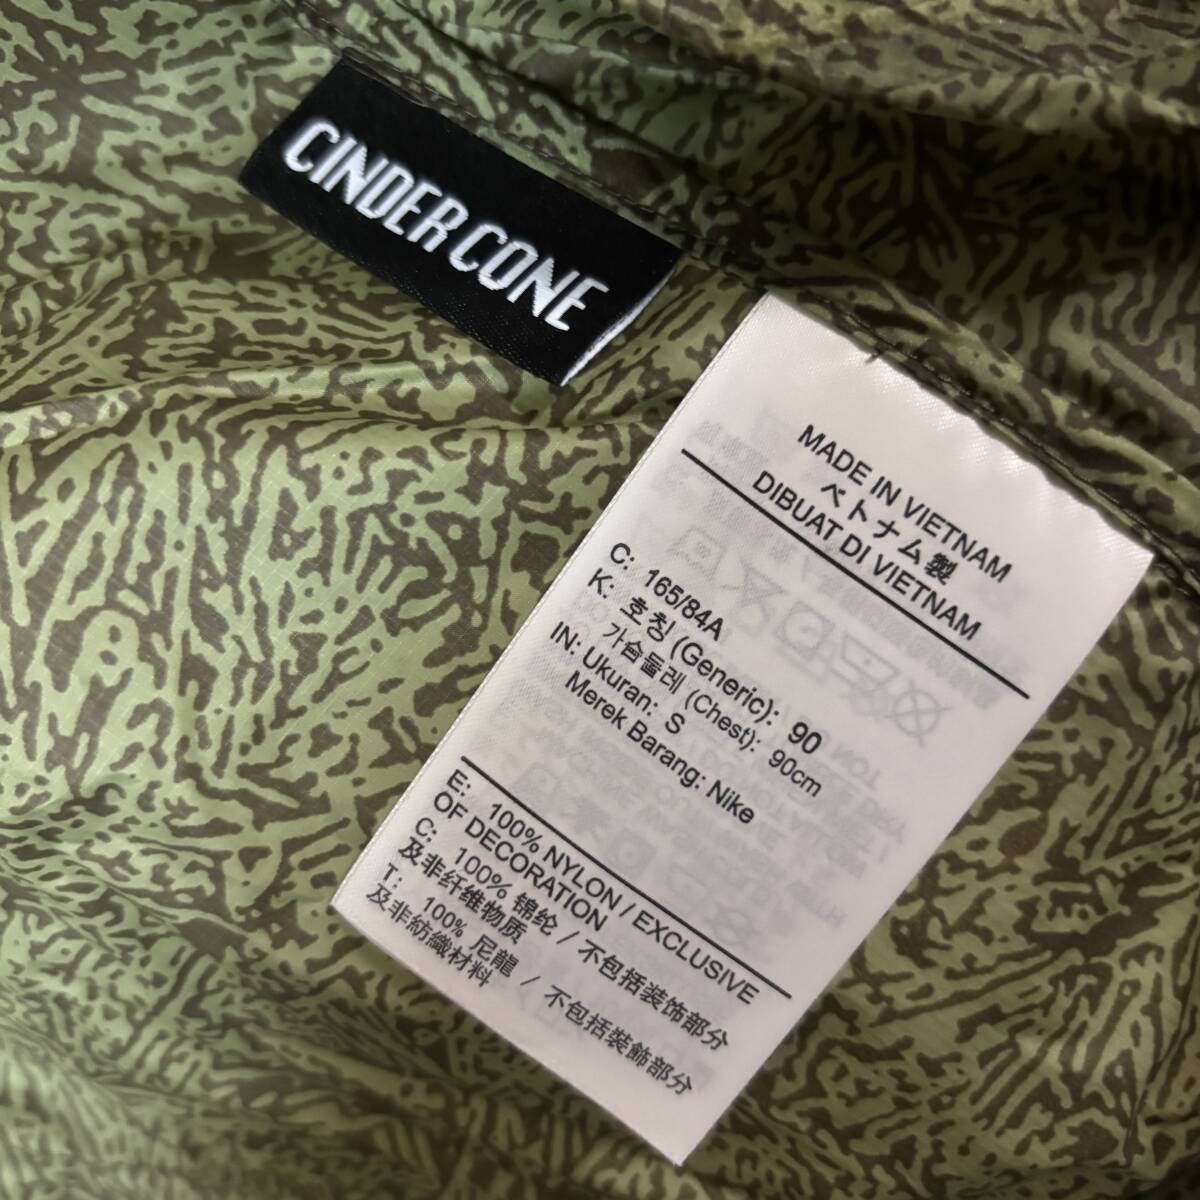 CINDER CONE
MADE IN VIETNAM
ベトナム製
DIBUAT DI VIETNAM
C: 165/84A
K: 호칭 (Generic): 90
가슴둘레 (Chest): 90cm
IN: Ukuran: S
Merek Barang: Nike
E: 100% NYLON / EXCLUSIVE
OF DECORATION
C: 100% 锦纶 / 不包括装饰部分
及非纤维物质
T: 100% 尼龍 / 不包括裝飾部分
及非紡織材料